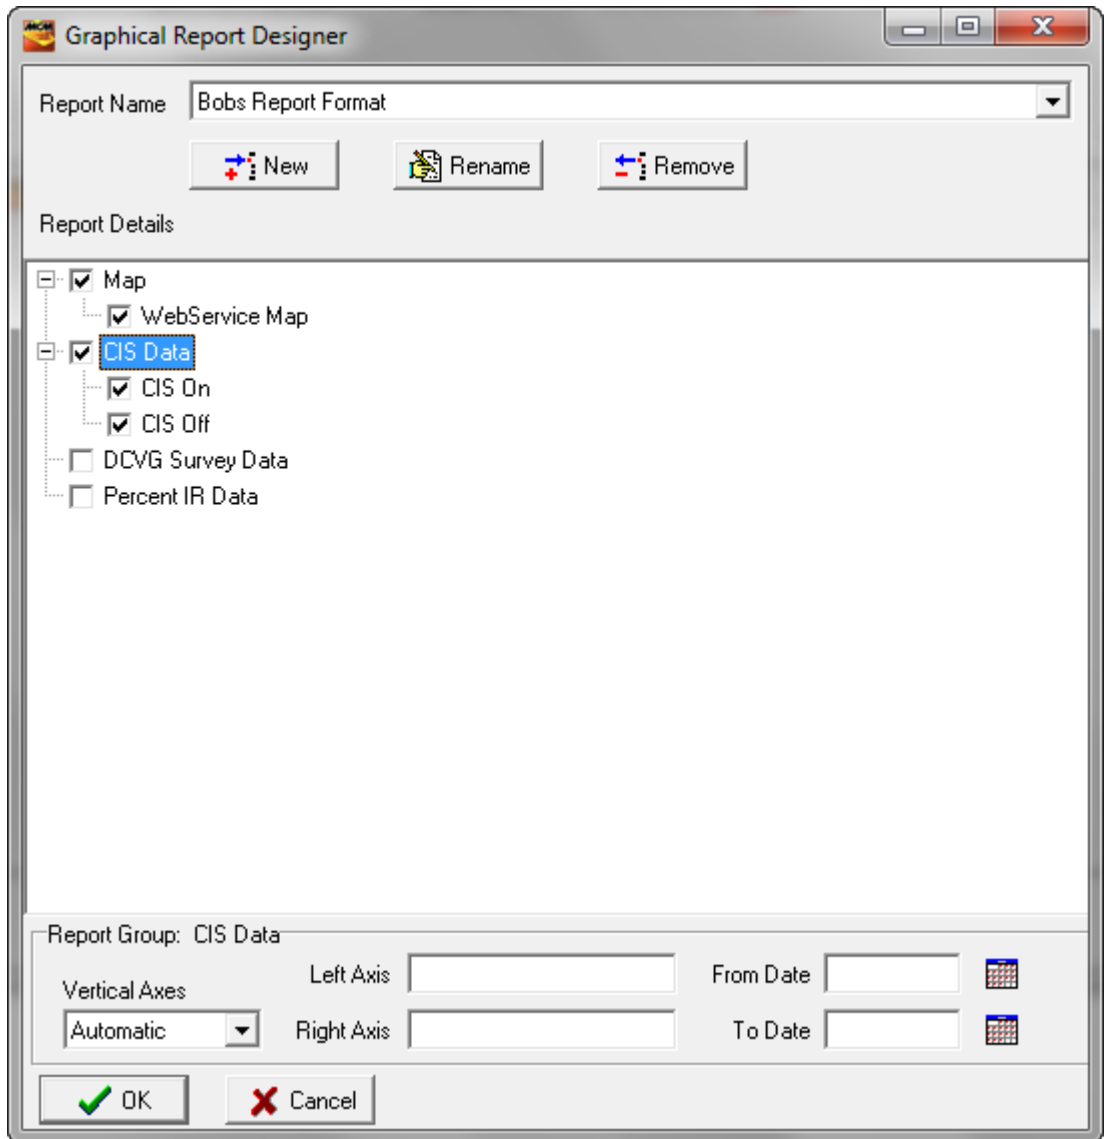 MCM Graphical Report Designer
Report Name Bobs Report Format
New Rename Remove
Report Details
Map
WebService Map
CIS Data
CIS On
CIS Off
DCVG Survey Data
Percent IR Data
Report Group: CIS Data
Left Axis From Date
Vertical Axes
Automatic Right Axis To Date
OK Cancel